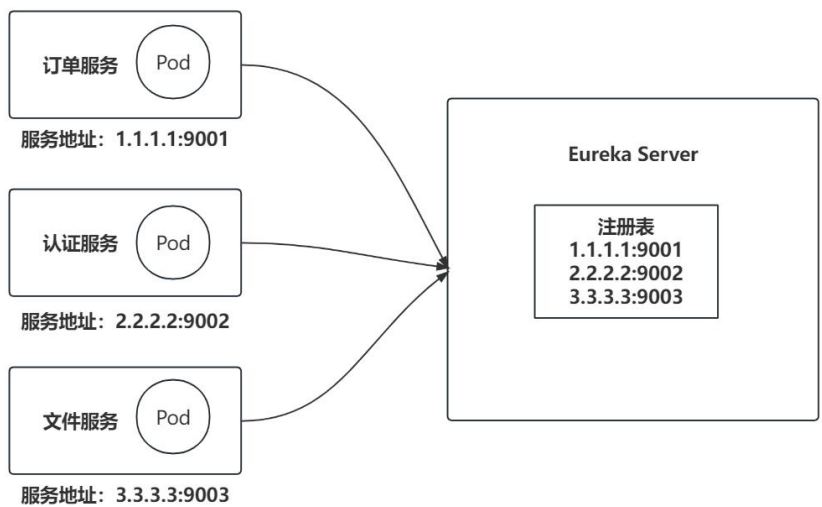 订单服务
Pod
服务地址：1.1.1.1:9001
认证服务
Pod
服务地址：2.2.2.2:9002
文件服务
Pod
服务地址：3.3.3.3:9003
Eureka Server
注册表
1.1.1.1:9001
2.2.2.2:9002
3.3.3.3:9003